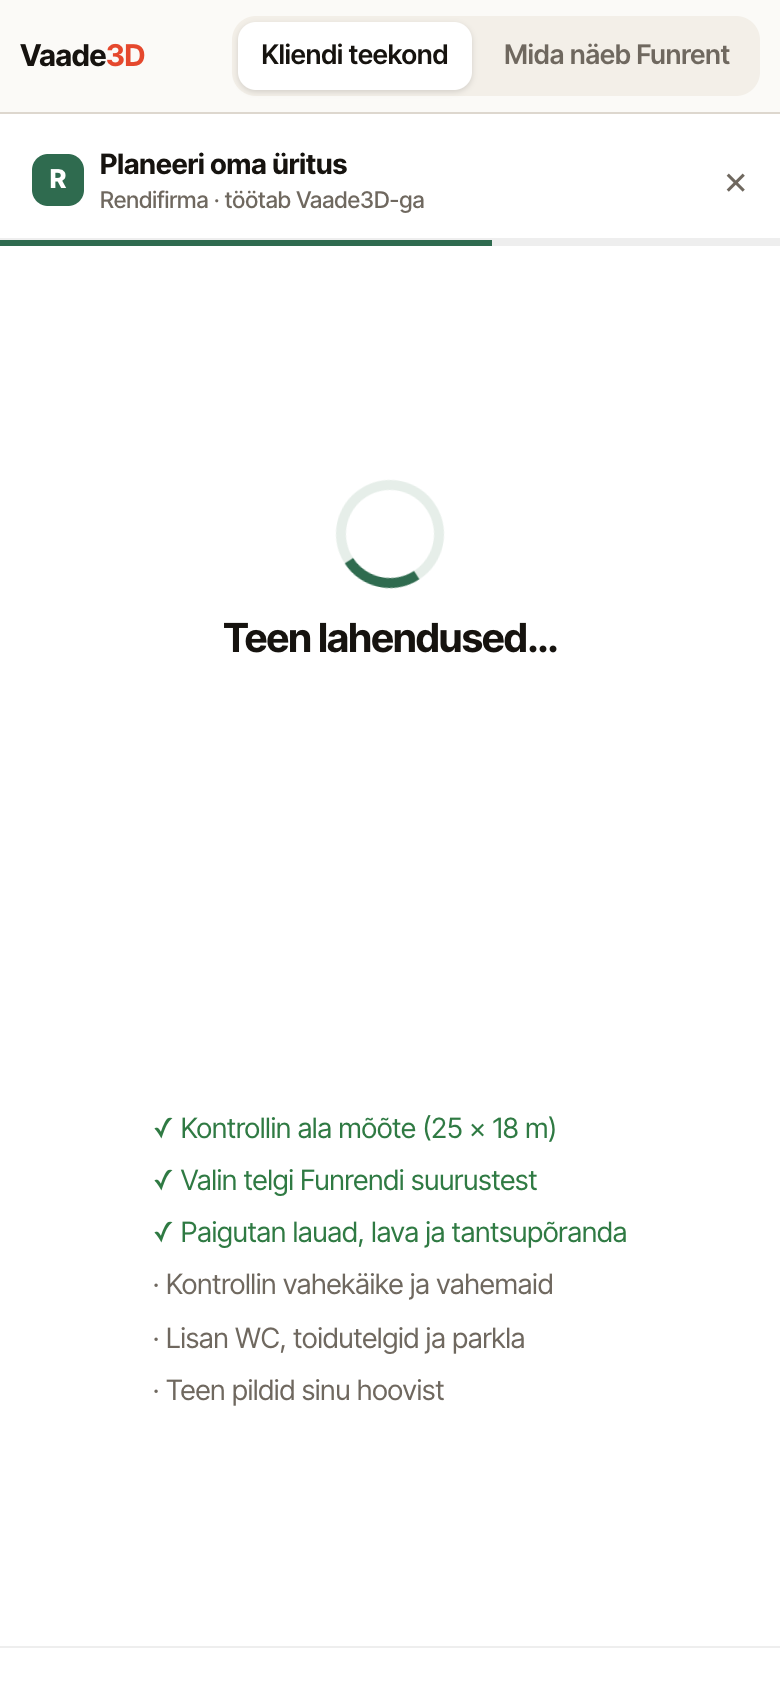 Vaade3D
Kliendi teekond
Mida näeb Funrent
R
Planeeri oma üritus
Rendifirma · töötab Vaade3D-ga
×
Teen lahendused...
✓ Kontrollin ala mõõte (25 × 18 m)
✓ Valin telgi Funrendi suurustest
✓ Paigutan lauad, lava ja tantsupõranda
· Kontrollin vahekäike ja vahemaid
· Lisan WC, toidutelgid ja parkla
· Teen pildid sinu hoovist